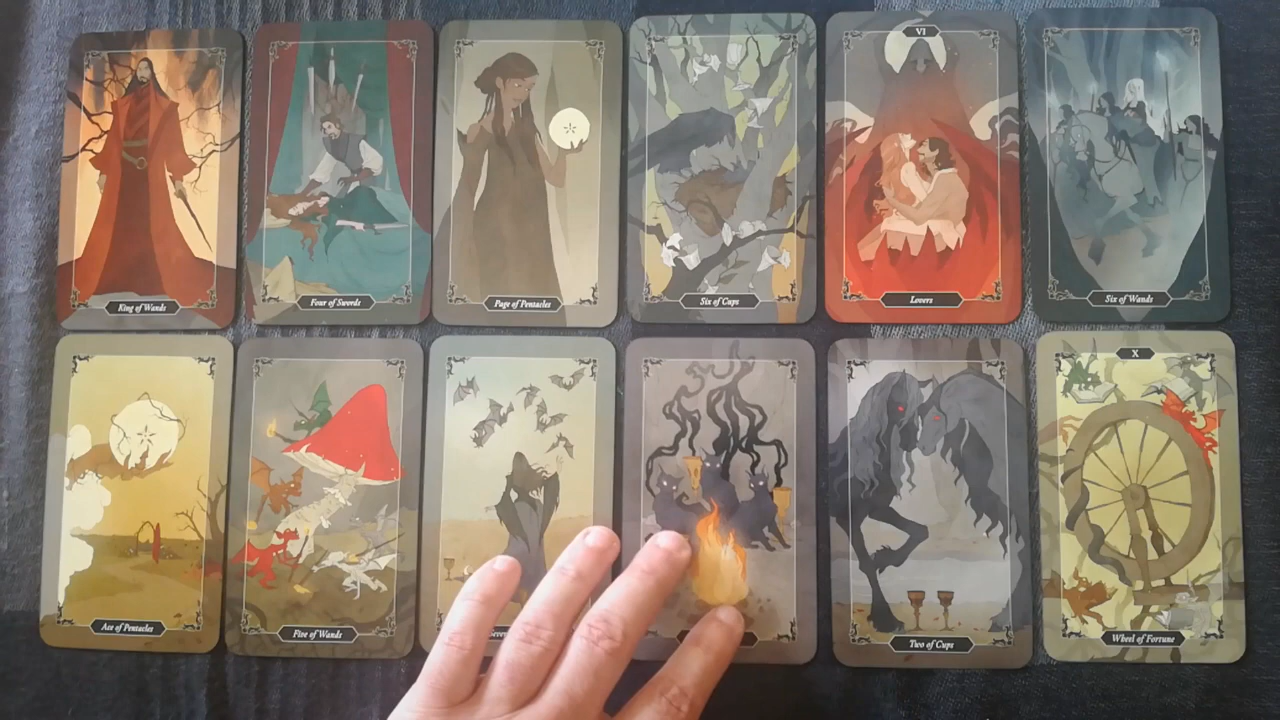 King of Wands
Four of Swords
Page of Pentacles
Six of Cups
VI
Lovers
Six of Wands
Ace of Pentacles
Five of Wands
Two of Cups
X
Wheel of Fortune